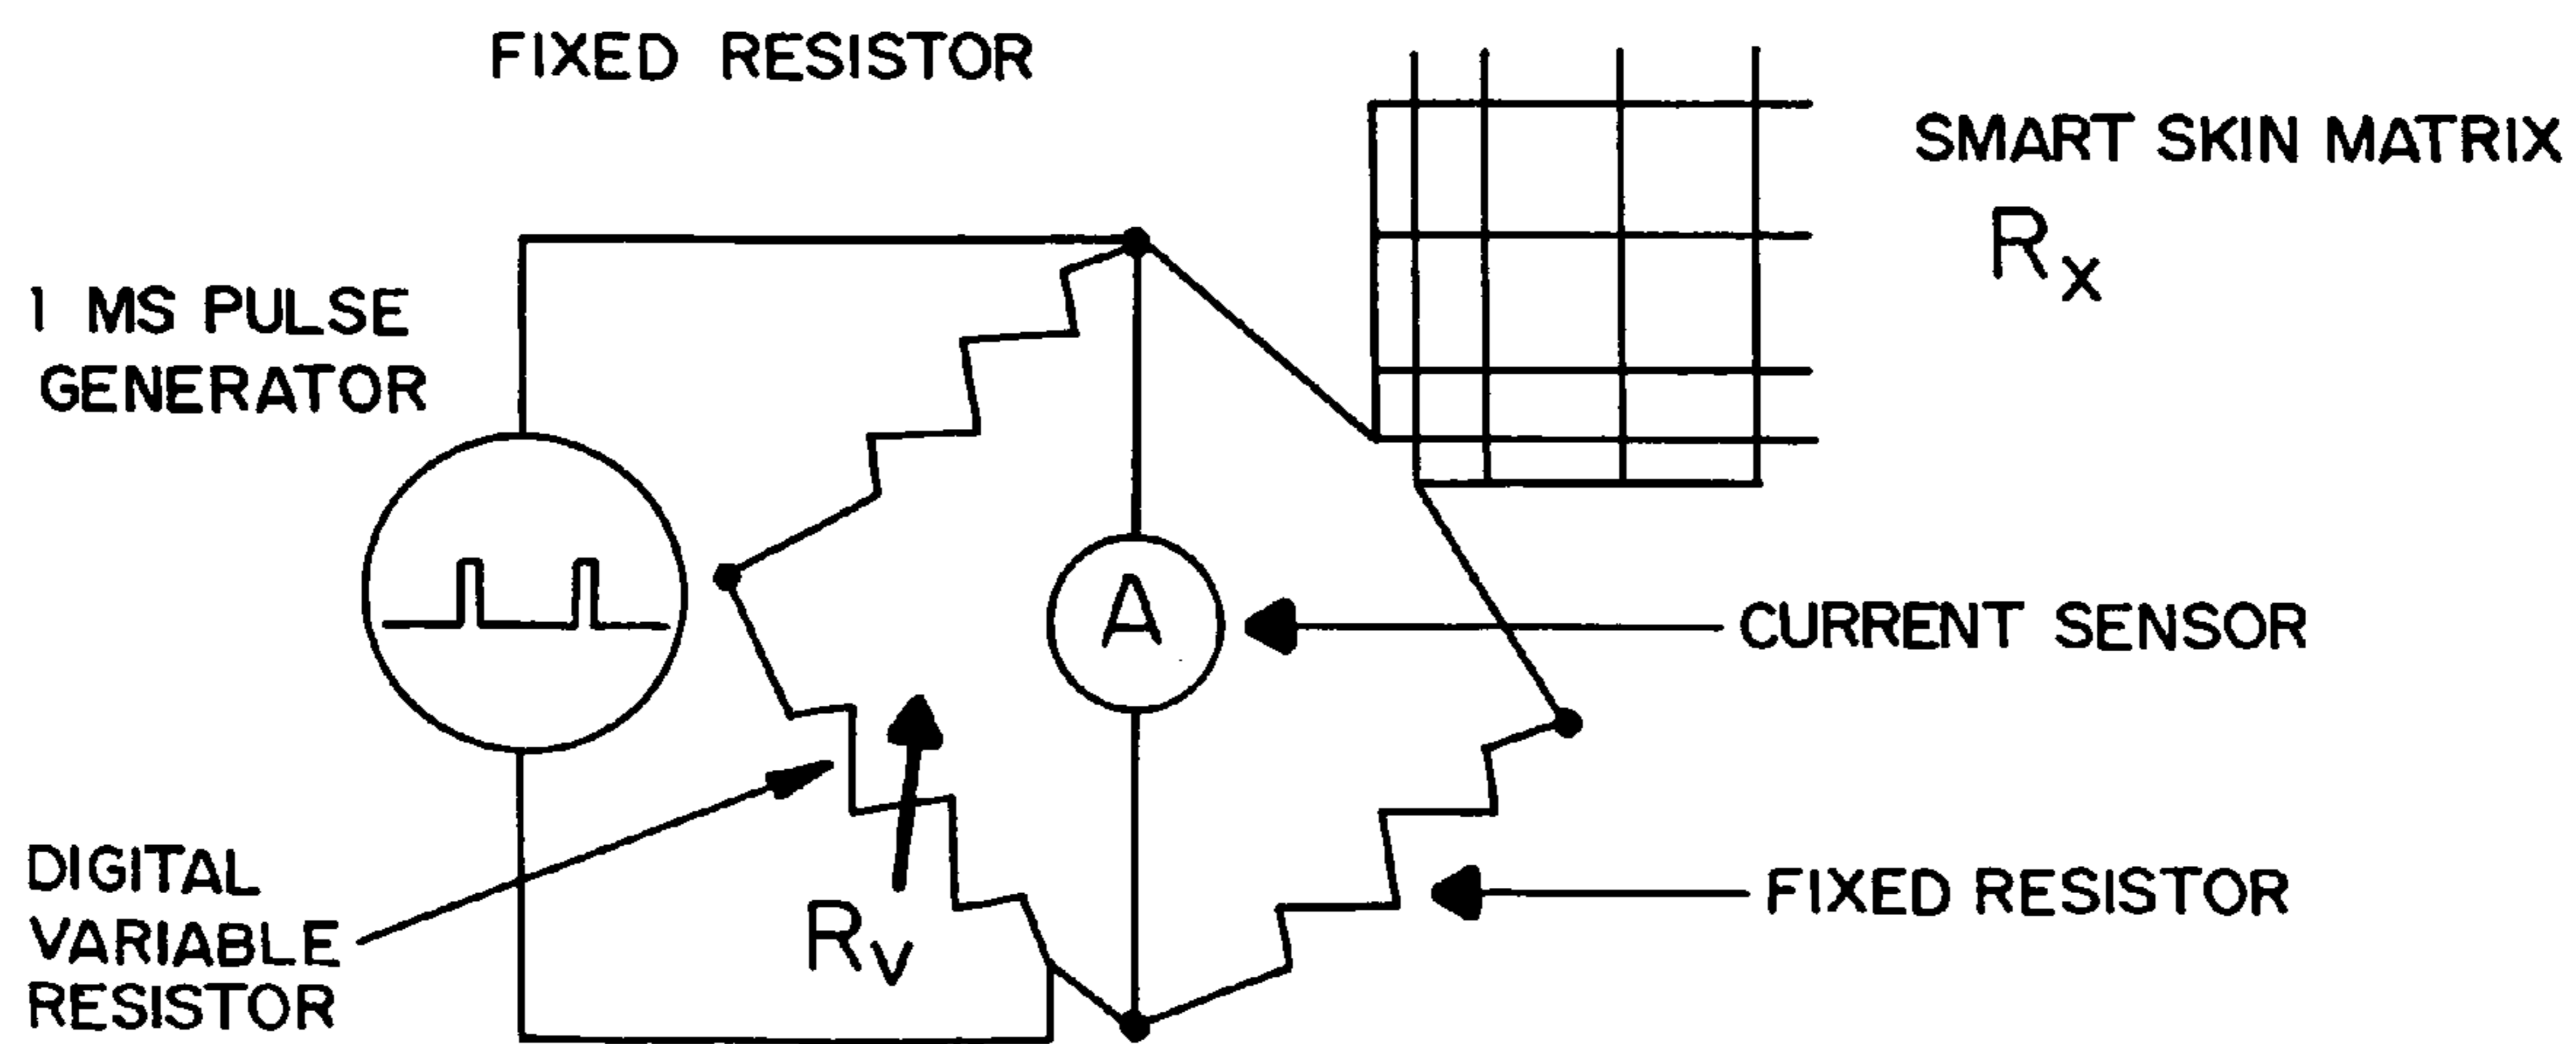 FIXED RESISTOR
SMART SKIN MATRIX
Rx
1 MS PULSE
GENERATOR
A
CURRENT SENSOR
DIGITAL
VARIABLE
RESISTOR
Rv
FIXED RESISTOR